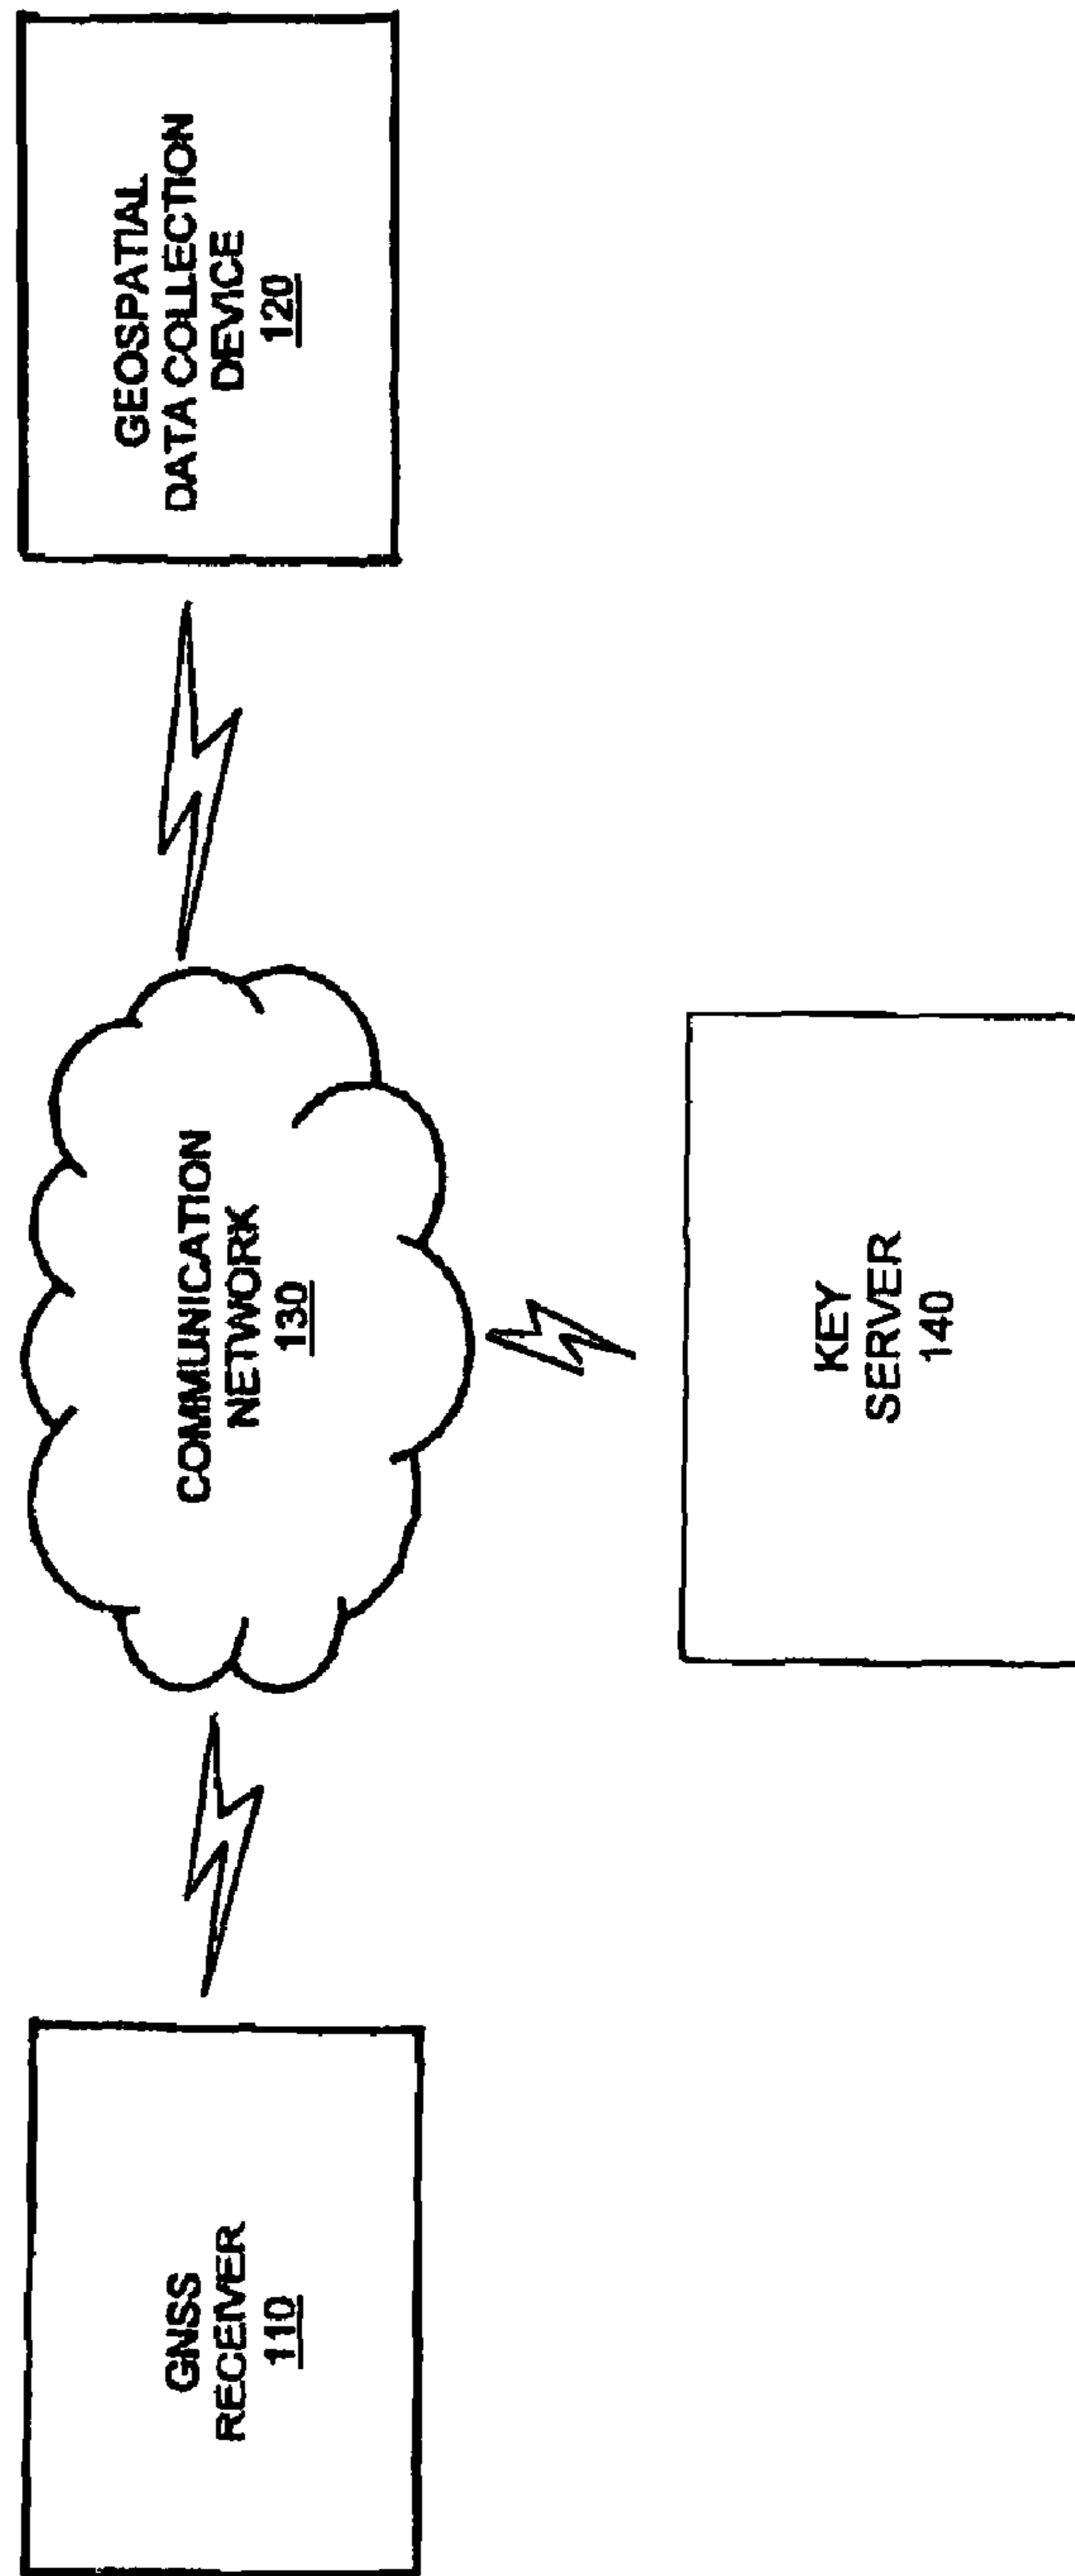 GNSS
RECEIVER
110
COMMUNICATION
NETWORK
130
GEOSPATIAL
DATA COLLECTION
DEVICE
120
KEY
SERVER
140